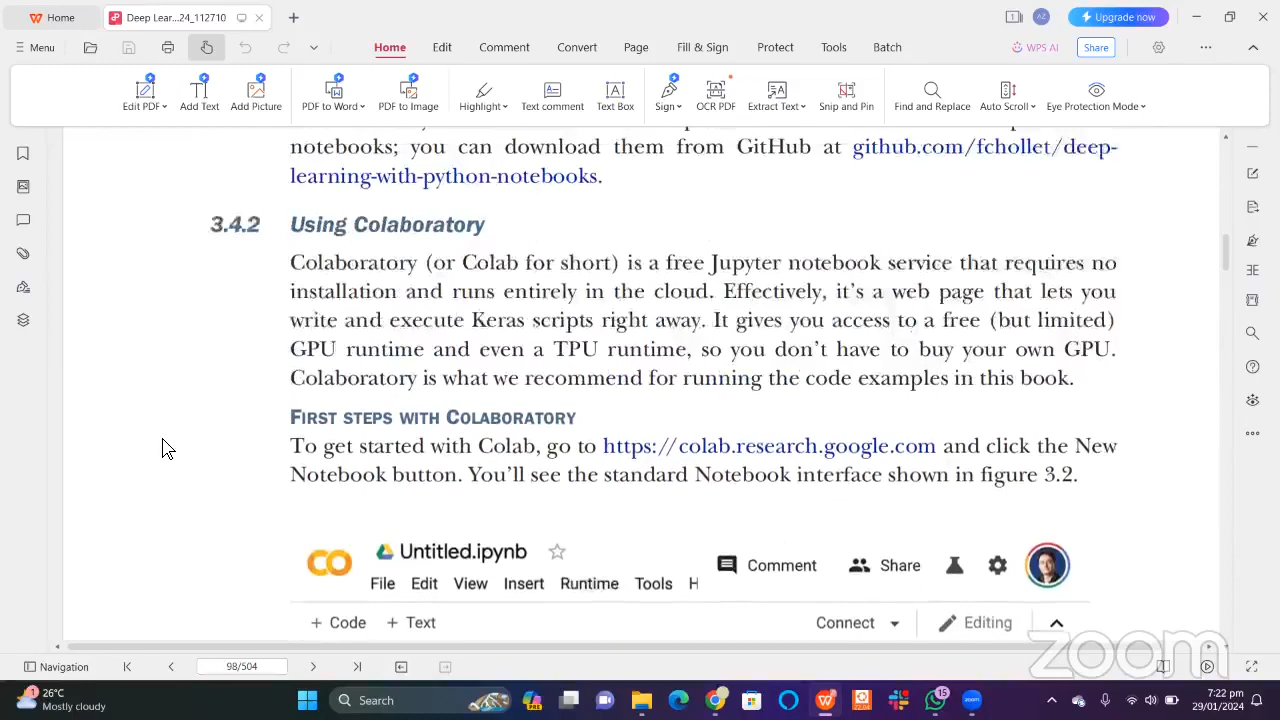 Home
Deep Lear...24_112710
AZ
Upgrade now
Menu
Home
Edit
Comment
Convert
Page
Fill & Sign
Protect
Tools
Batch
WPS AI
Share
Edit PDF
Add Text
Add Picture
PDF to Word
PDF to Image
Highlight
Text comment
Text Box
Sign
OCR PDF
Extract Text
Snip and Pin
Find and Replace
Auto Scroll
Eye Protection Mode
notebooks; you can download them from GitHub at github.com/fchollet/deep-
learning-with-python-notebooks.
3.4.2 Using Colaboratory
Colaboratory (or Colab for short) is a free Jupyter notebook service that requires no
installation and runs entirely in the cloud. Effectively, it's a web page that lets you
write and execute Keras scripts right away. It gives you access to a free (but limited)
GPU runtime and even a TPU runtime, so you don't have to buy your own GPU.
Colaboratory is what we recommend for running the code examples in this book.
FIRST STEPS WITH COLABORATORY
To get started with Colab, go to https://colab.research.google.com and click the New
Notebook button. You'll see the standard Notebook interface shown in figure 3.2.
Untitled.ipynb
Comment
Share
File Edit View Insert Runtime Tools H
+ Code + Text
Connect
Editing
zoom
Navigation
98/504
26°C
Mostly cloudy
Search
PRE
22.04
15
zoom
7:22 pm
29/01/2024